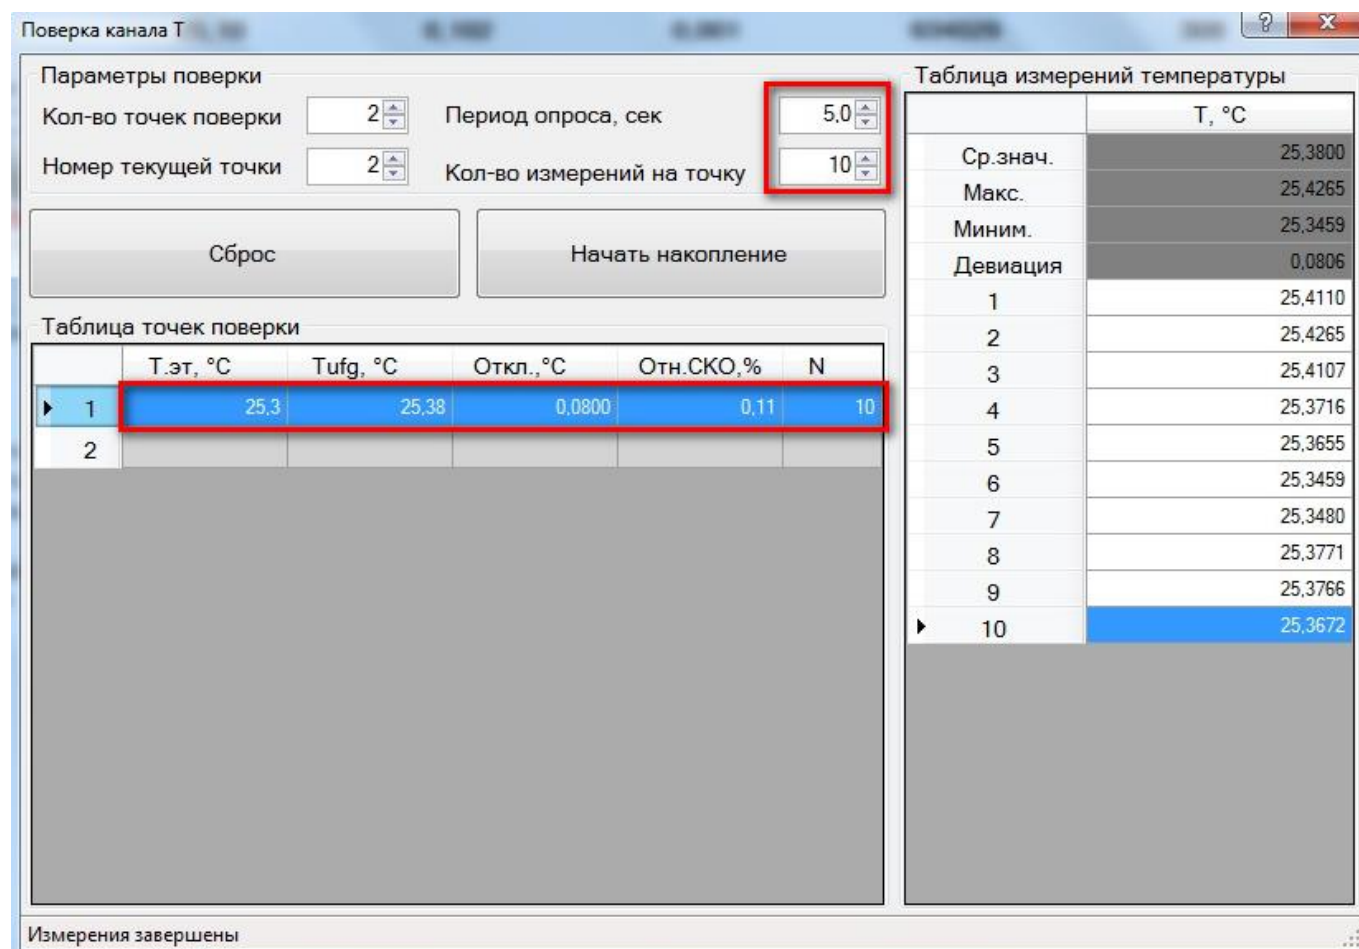 Поверка канала Т
Параметры поверки
Кол-во точек поверки 2 Период опроса, сек 5,0
Номер текущей точки 2 Кол-во измерений на точку 10
Сброс Начать накопление
Таблица точек поверки
Т.эт, °C Tufg, °C Откл.,°C Отн.СКО,% N
1 25,3 25,38 0,0800 0,11 10
2
Таблица измерений температуры
T, °C
Ср.знач. 25,3800
Макс. 25,4265
Миним. 25,3459
Девиация 0,0806
1 25,4110
2 25,4265
3 25,4107
4 25,3716
5 25,3655
6 25,3459
7 25,3480
8 25,3771
9 25,3766
10 25,3672
Измерения завершены